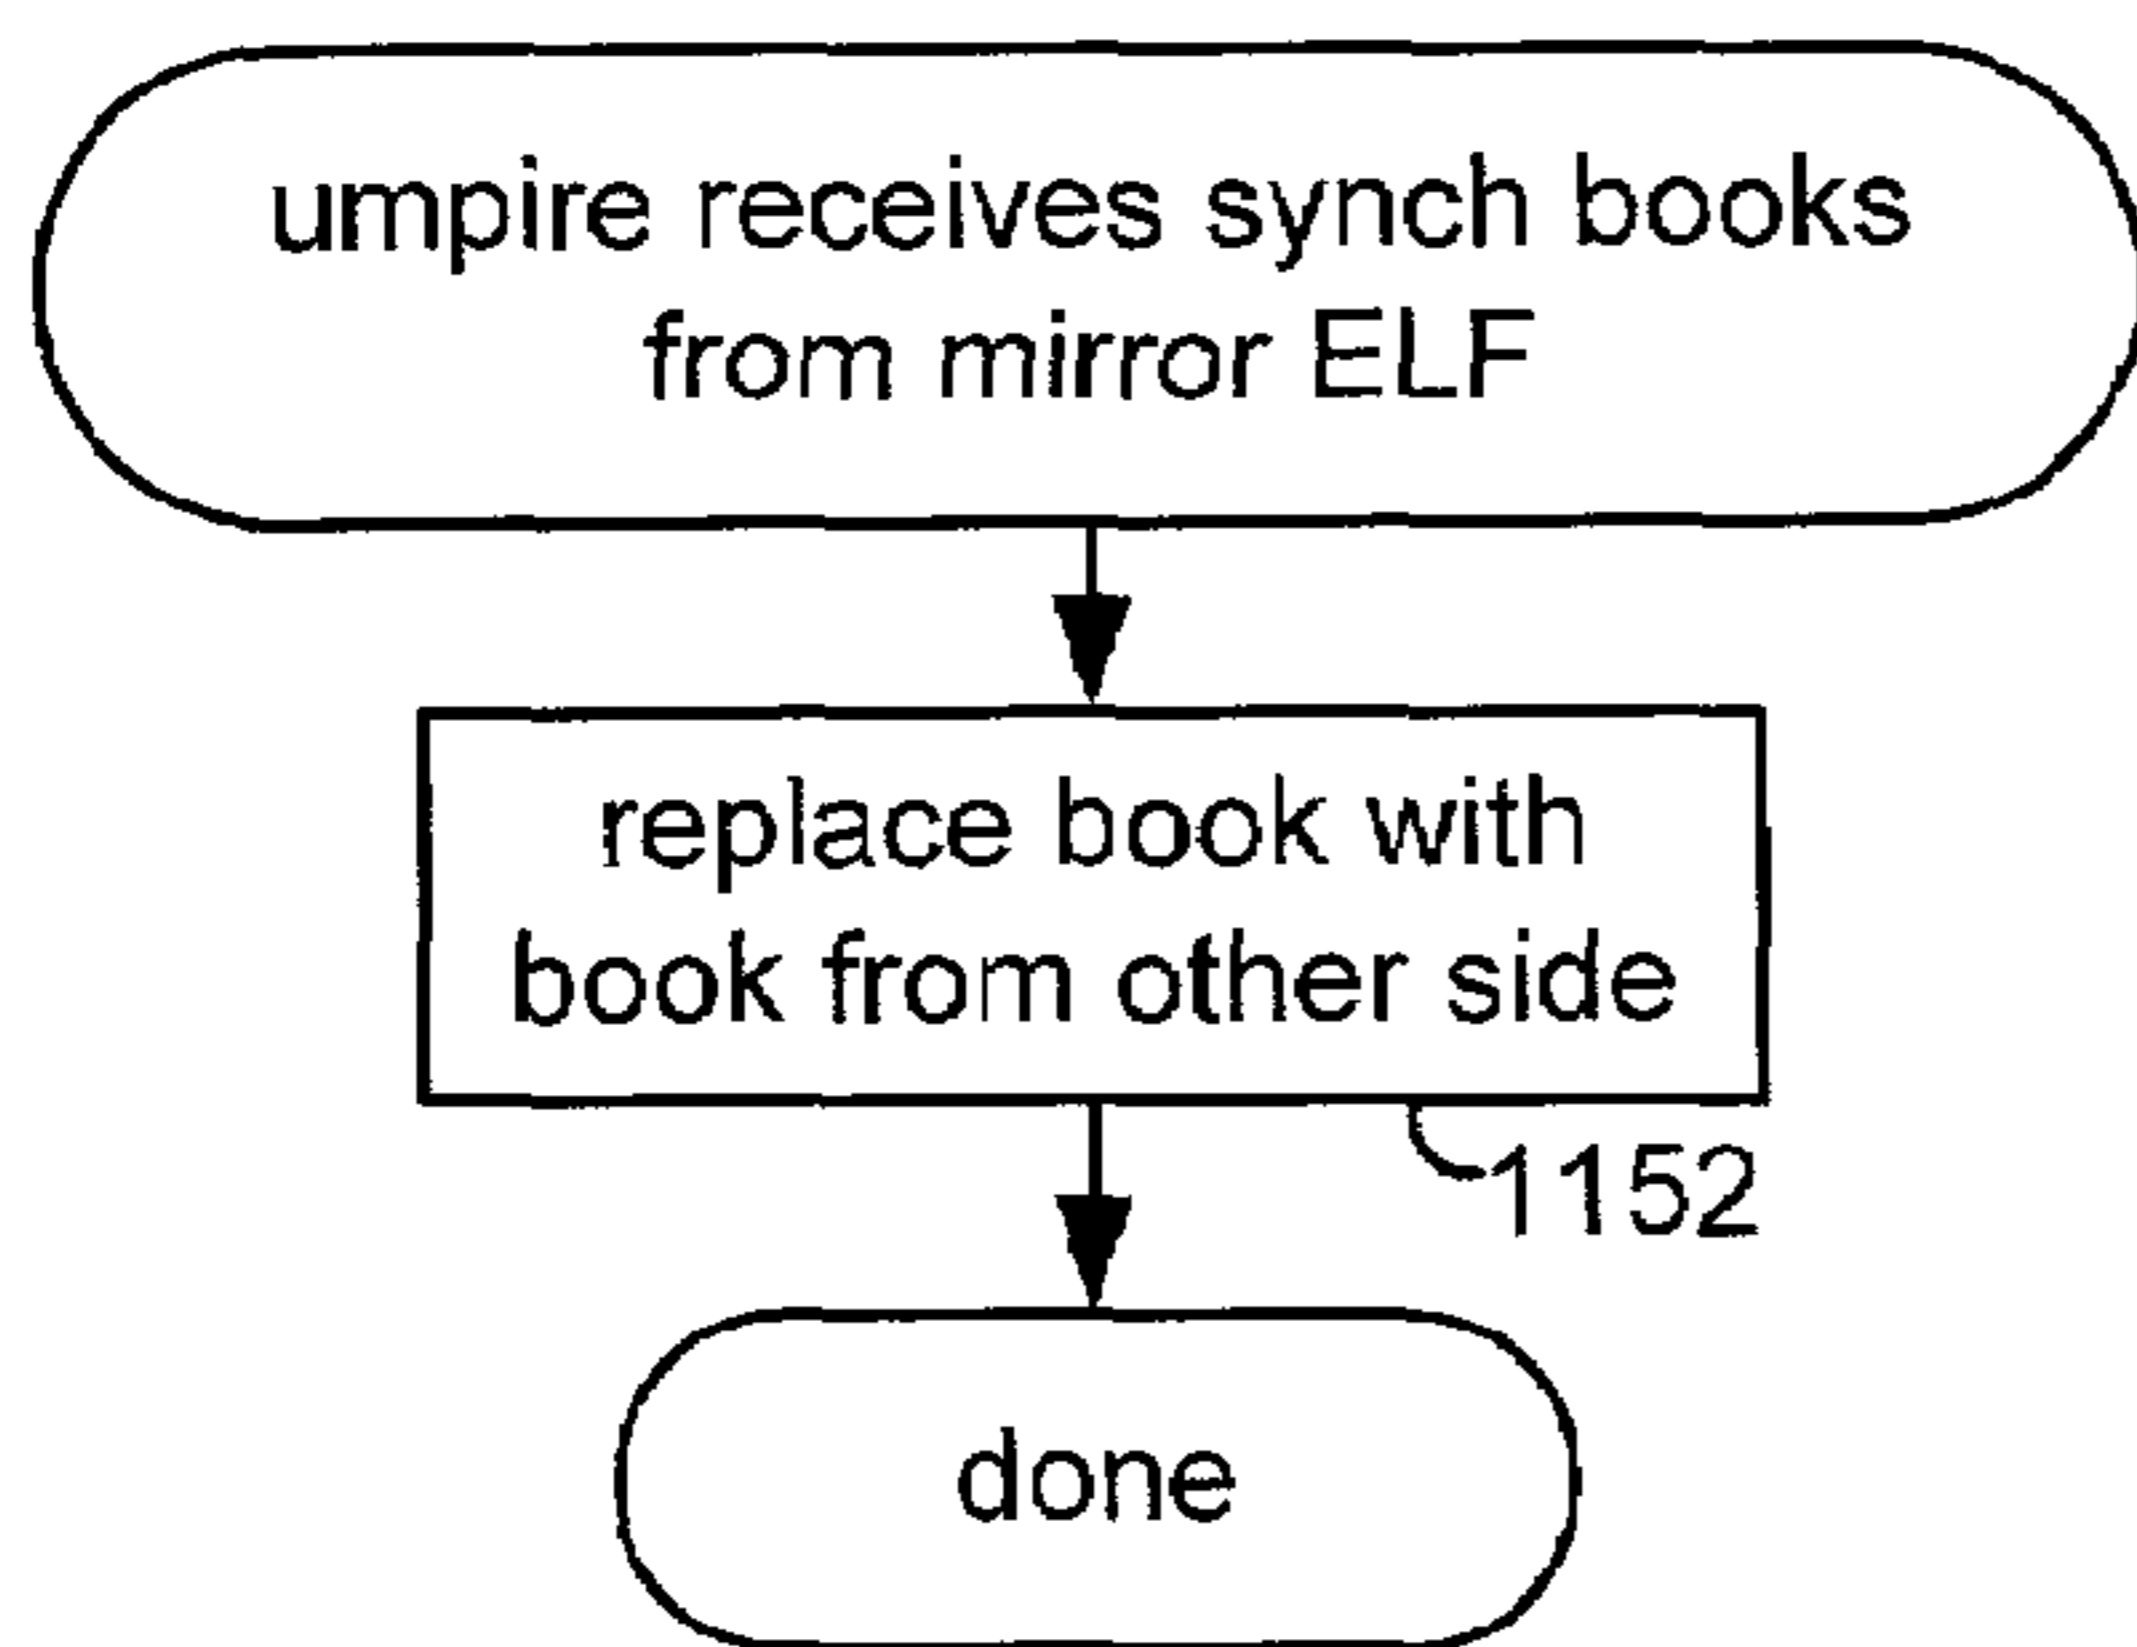 umpire receives synch books
from mirror ELF
replace book with
book from other side
1152
done